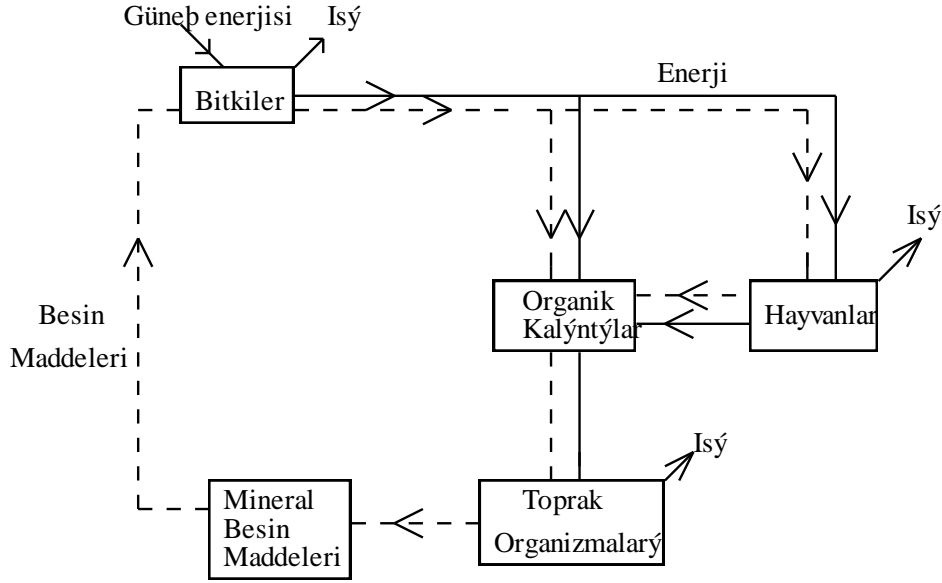 Güneþ enerjisi
Isý
Enerji
Bitkiler
Isý
Organik
Kalýntýlar
Hayvanlar
Besin
Maddeleri
Isý
Mineral
Besin
Maddeleri
Toprak
Organizmalarý